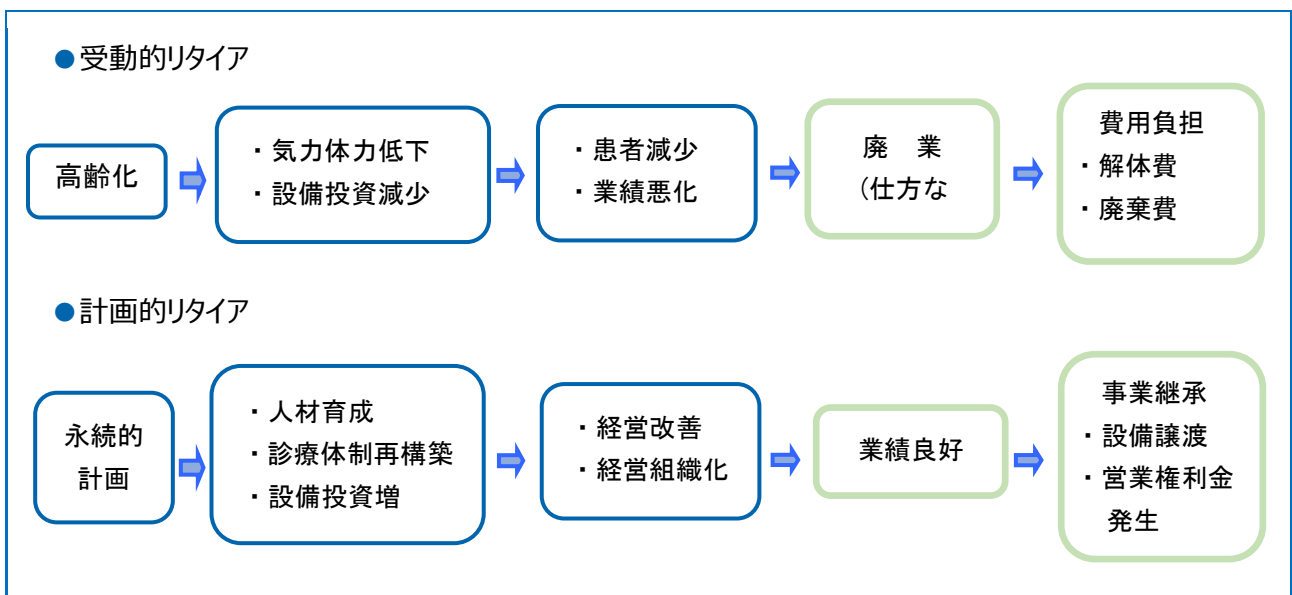 ●受動的リタイア
高齢化
・気力体力低下
・設備投資減少
・患者減少
・業績悪化
廃　業
（仕方な
費用負担
・解体費
・廃棄費
●計画的リタイア
永続的
計画
・人材育成
・診療体制再構築
・設備投資増
・経営改善
・経営組織化
業績良好
事業継承
・設備譲渡
・営業権利金
発生